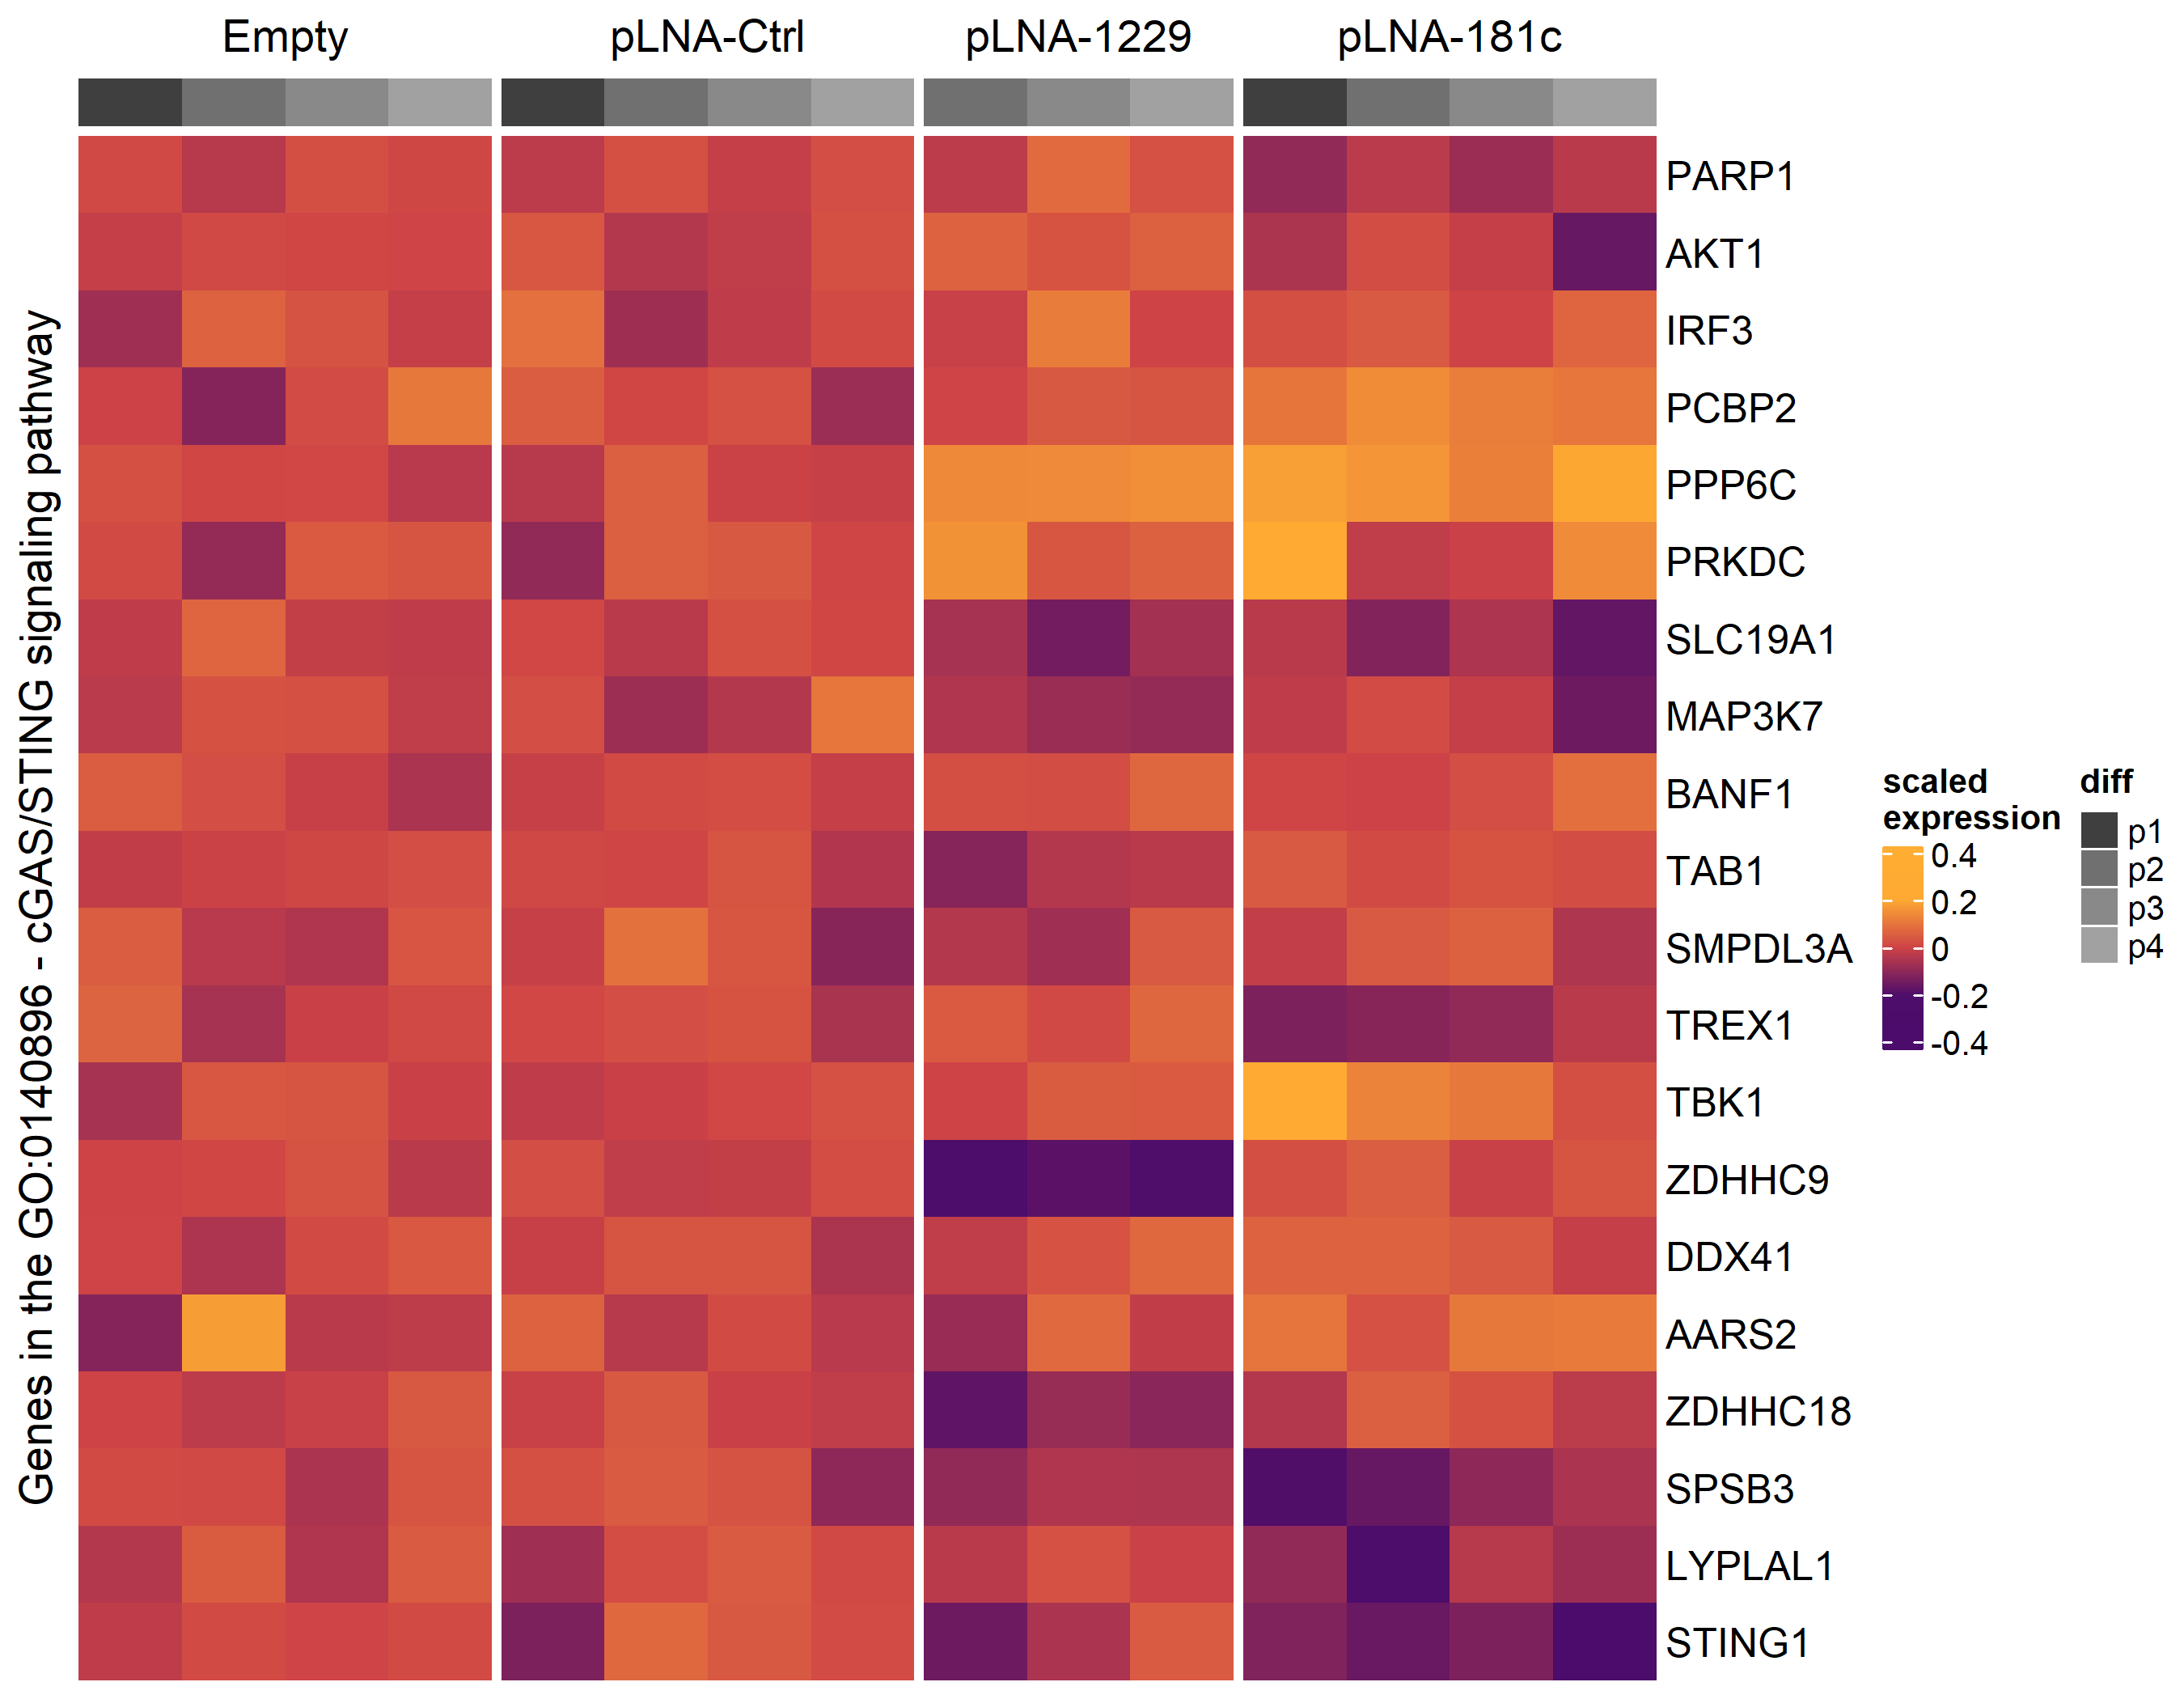 Empty
pLNA-Ctrl
pLNA-1229
pLNA-181c
Genes in the GO:0140896 - cGAS/STING signaling pathway
PARP1
AKT1
IRF3
PCBP2
PPP6C
PRKDC
SLC19A1
MAP3K7
BANF1
TAB1
SMPDL3A
TREX1
TBK1
ZDHHC9
DDX41
AARS2
ZDHHC18
SPSB3
LYPLAL1
STING1
scaled
expression
0.4
0.2
0
-0.2
-0.4
diff
p1
p2
p3
p4